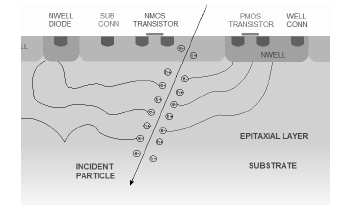 NWELL
DIODE
SUB
CONN
NMOS
TRANSISTOR
PMOS
TRANSISTOR
WELL
CONN
NWELL
EPITAXIAL LAYER
INCIDENT
PARTICLE
SUBSTRATE